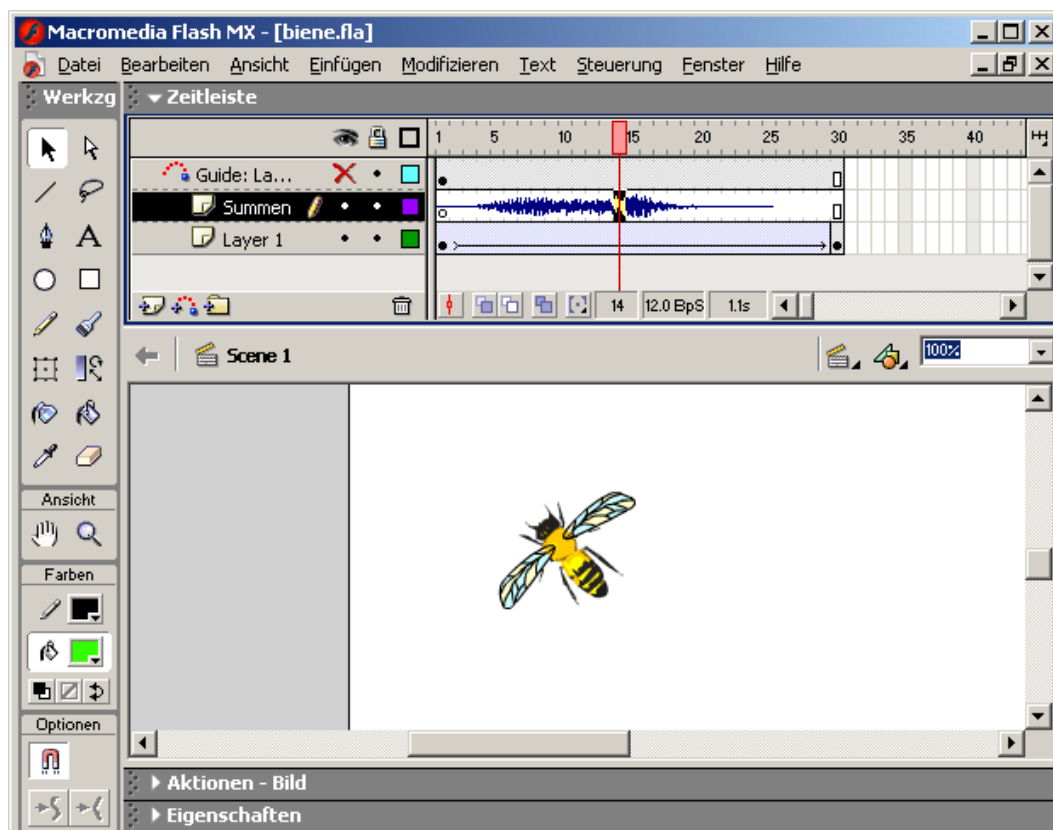 Macromedia Flash MX - [biene.fla]
Datei Bearbeiten Ansicht Einfügen Modifizieren Text Steuerung Fenster Hilfe
Werkzg
Zeitleiste
1 5 10 15 20 25 30 35 40
Guide: La...
Summen
Layer 1
14 12.0 BpS 1.1s
Scene 1
100%
A
Ansicht
Farben
Optionen
Aktionen - Bild
Eigenschaften